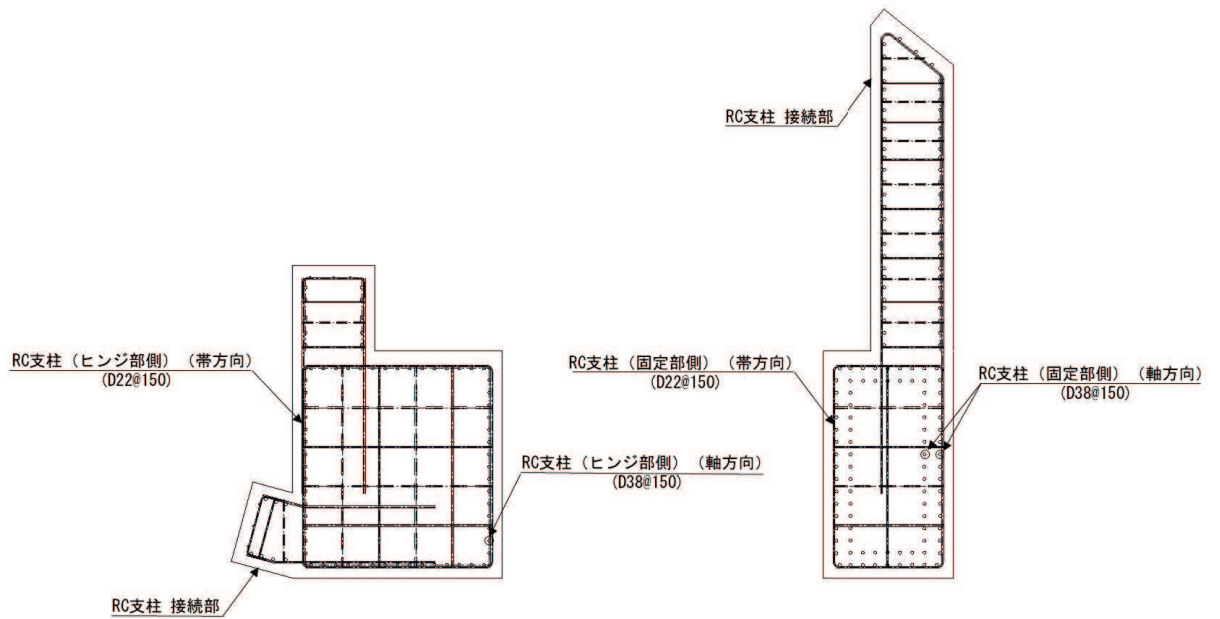 RC支柱 接続部
RC支柱（ヒンジ部側）（帯方向）
(D22@150)
RC支柱（固定部側）（帯方向）
(D22@150)
RC支柱（固定部側）（軸方向）
(D38@150)
RC支柱（ヒンジ部側）（軸方向）
(D38@150)
RC支柱 接続部